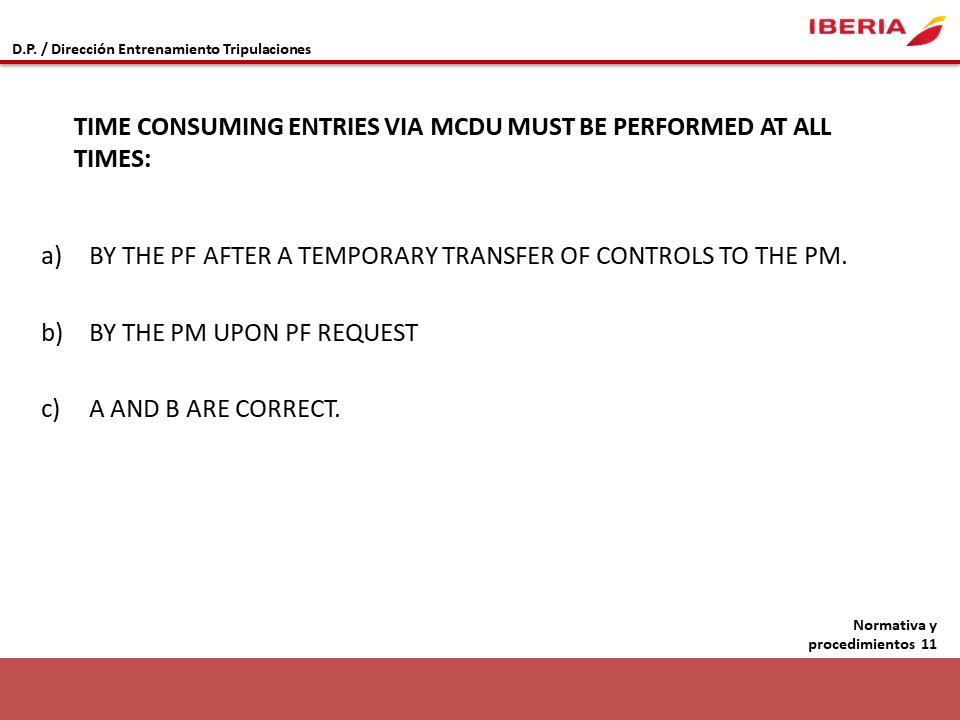 IBERIA
D.P. / Dirección Entrenamiento Tripulaciones
TIME CONSUMING ENTRIES VIA MCDU MUST BE PERFORMED AT ALL
TIMES:
a) BY THE PF AFTER A TEMPORARY TRANSFER OF CONTROLS TO THE PM.
b) BY THE PM UPON PF REQUEST
c) A AND B ARE CORRECT.
Normativa y
procedimientos 11